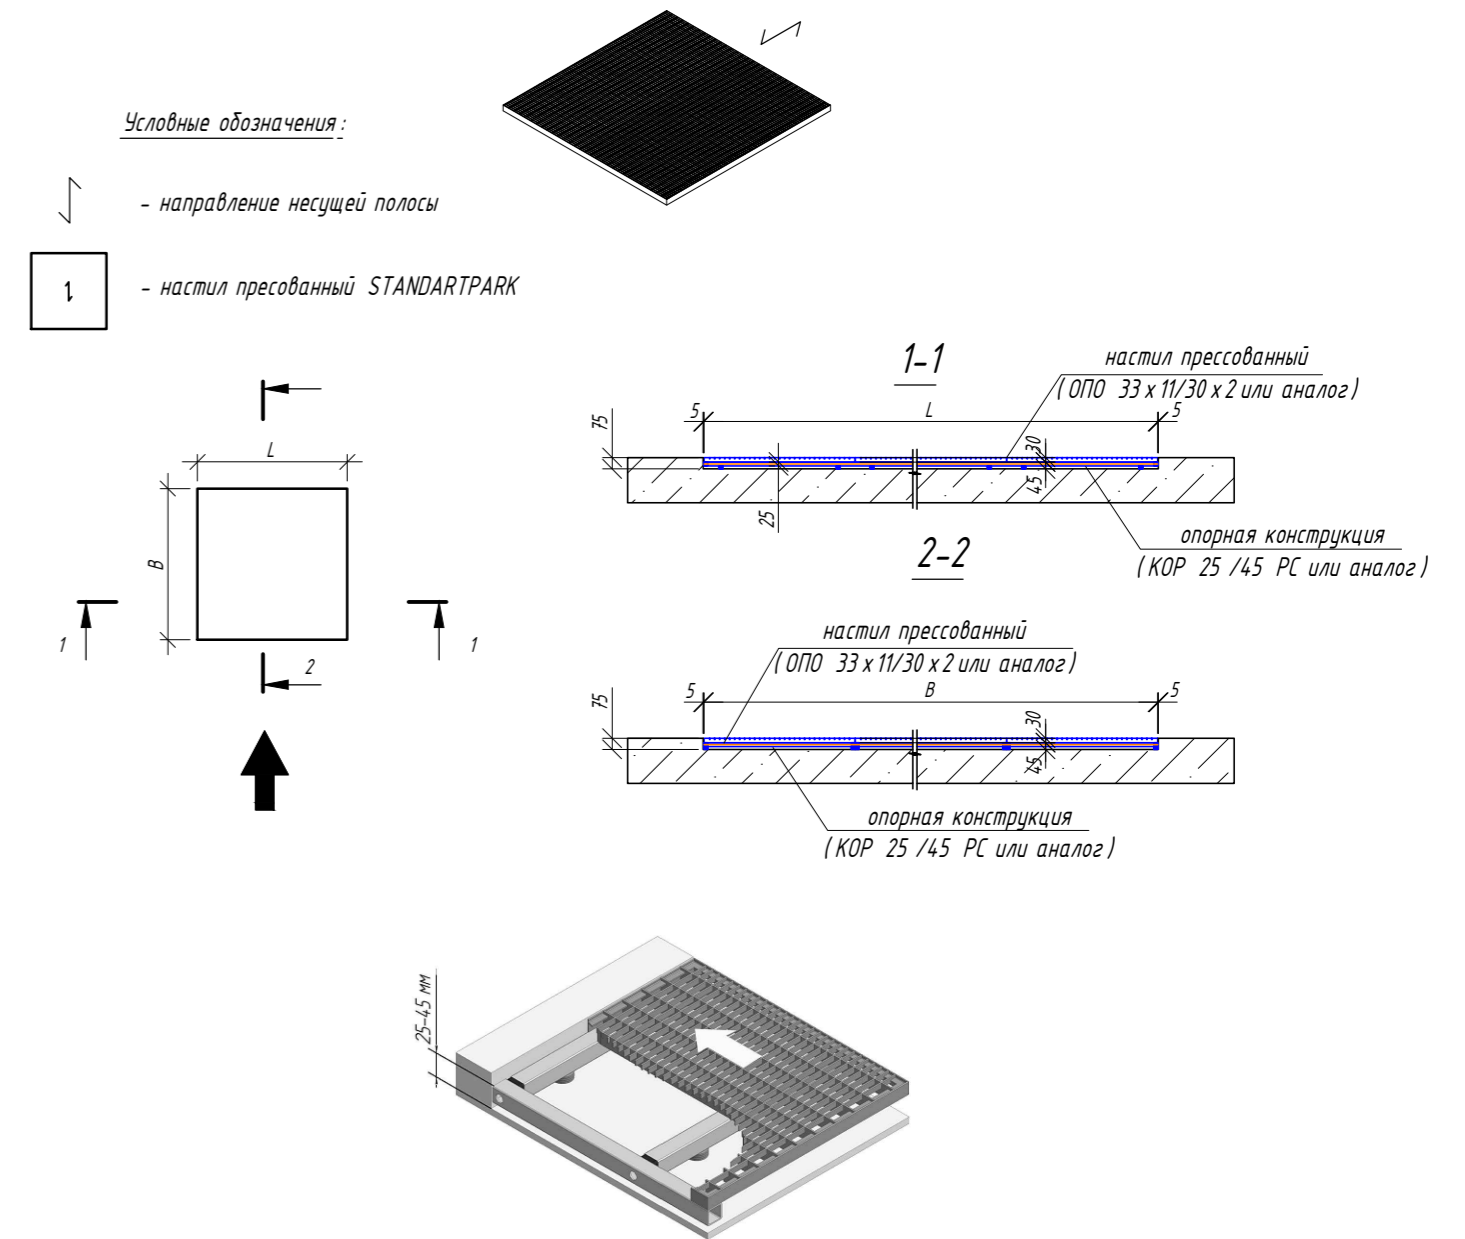 Условные обозначения:
- направление несущей полосы
1
- настил пресованный STANDARTPARK
L
B
1
1
2
1-1
настил прессованный
(ОПО 33 x 11/30 x 2 или аналог)
75
5
L
5
30
45
25
опорная конструкция
(КОР 25 /45 РС или аналог)
2-2
настил прессованный
(ОПО 33 x 11/30 x 2 или аналог)
75
5
B
5
30
45
опорная конструкция
(КОР 25 /45 РС или аналог)
25-45 мм